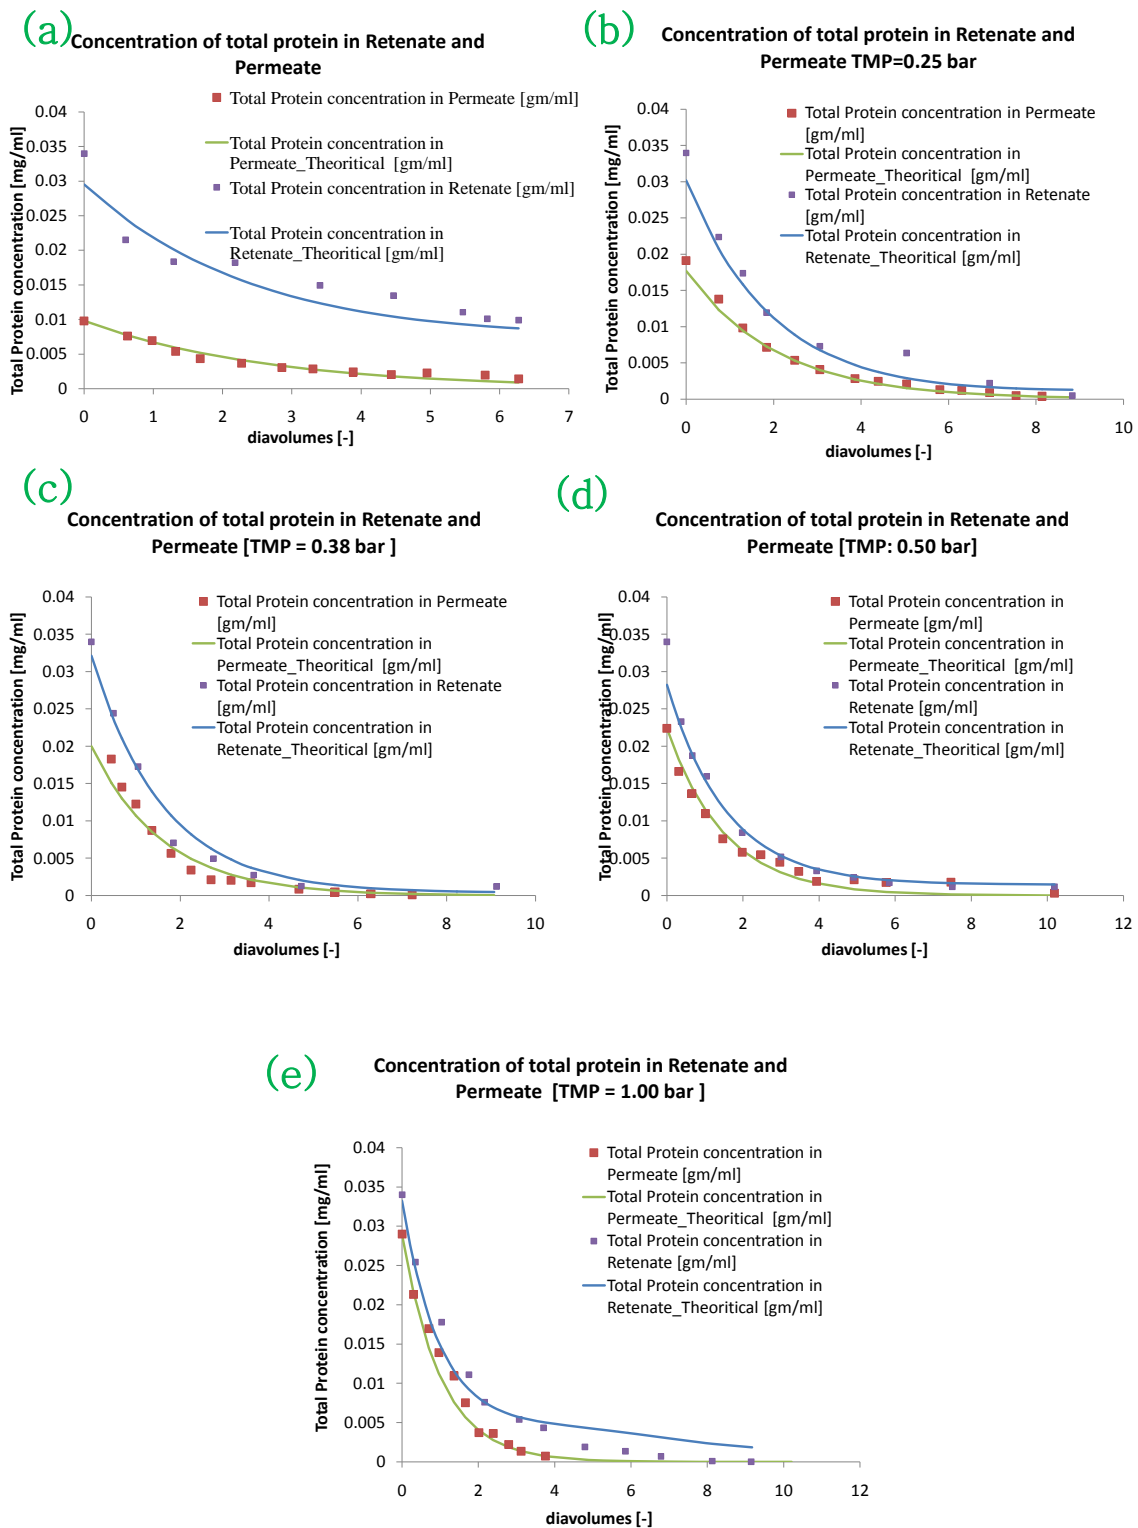 (a)
Concentration of total protein in Retenate and
Permeate
Total Protein concentration in Permeate [gm/ml]
Total Protein concentration in
Permeate_Theoritical [gm/ml]
Total Protein concentration in Retenate [gm/ml]
Total Protein concentration in
Retenate_Theoritical [gm/ml]
Total Protein concentration [mg/ml]
0.04
0.035
0.03
0.025
0.02
0.015
0.01
0.005
0
0 1 2 3 4 5 6 7
diavolumes [-]
(b)
Concentration of total protein in Retenate and
Permeate TMP=0.25 bar
Total Protein concentration in Permeate
[gm/ml]
Total Protein concentration in
Permeate_Theoritical [gm/ml]
Total Protein concentration in Retenate
[gm/ml]
Total Protein concentration in
Retenate_Theoritical [gm/ml]
Total Protein concentration [mg/ml]
0.04
0.035
0.03
0.025
0.02
0.015
0.01
0.005
0
0 2 4 6 8 10
diavolumes [-]
(c)
Concentration of total protein in Retenate and
Permeate [TMP = 0.38 bar ]
Total Protein concentration in Permeate
[gm/ml]
Total Protein concentration in
Permeate_Theoritical [gm/ml]
Total Protein concentration in Retenate
[gm/ml]
Total Protein concentration in
Retenate_Theoritical [gm/ml]
Total Protein concentration [mg/ml]
0.04
0.035
0.03
0.025
0.02
0.015
0.01
0.005
0
0 2 4 6 8 10
diavolumes [-]
(d)
Concentration of total protein in Retenate and
Permeate [TMP: 0.50 bar]
Total Protein concentration in
Permeate [gm/ml]
Total Protein concentration in
Permeate_Theoritical [gm/ml]
Total Protein concentration in
Retenate [gm/ml]
Total Protein concentration in
Retenate_Theoritical [gm/ml]
Total Protein concentration [mg/ml]
0.04
0.035
0.03
0.025
0.02
0.015
0.01
0.005
0
0 2 4 6 8 10 12
diavolumes [-]
(e)
Concentration of total protein in Retenate and
Permeate [TMP = 1.00 bar ]
Total Protein concentration in
Permeate [gm/ml]
Total Protein concentration in
Permeate_Theoritical [gm/ml]
Total Protein concentration in
Retenate [gm/ml]
Total Protein concentration in
Retenate_Theoritical [gm/ml]
Total Protein concentration [mg/ml]
0.04
0.035
0.03
0.025
0.02
0.015
0.01
0.005
0
0 2 4 6 8 10 12
diavolumes [-]